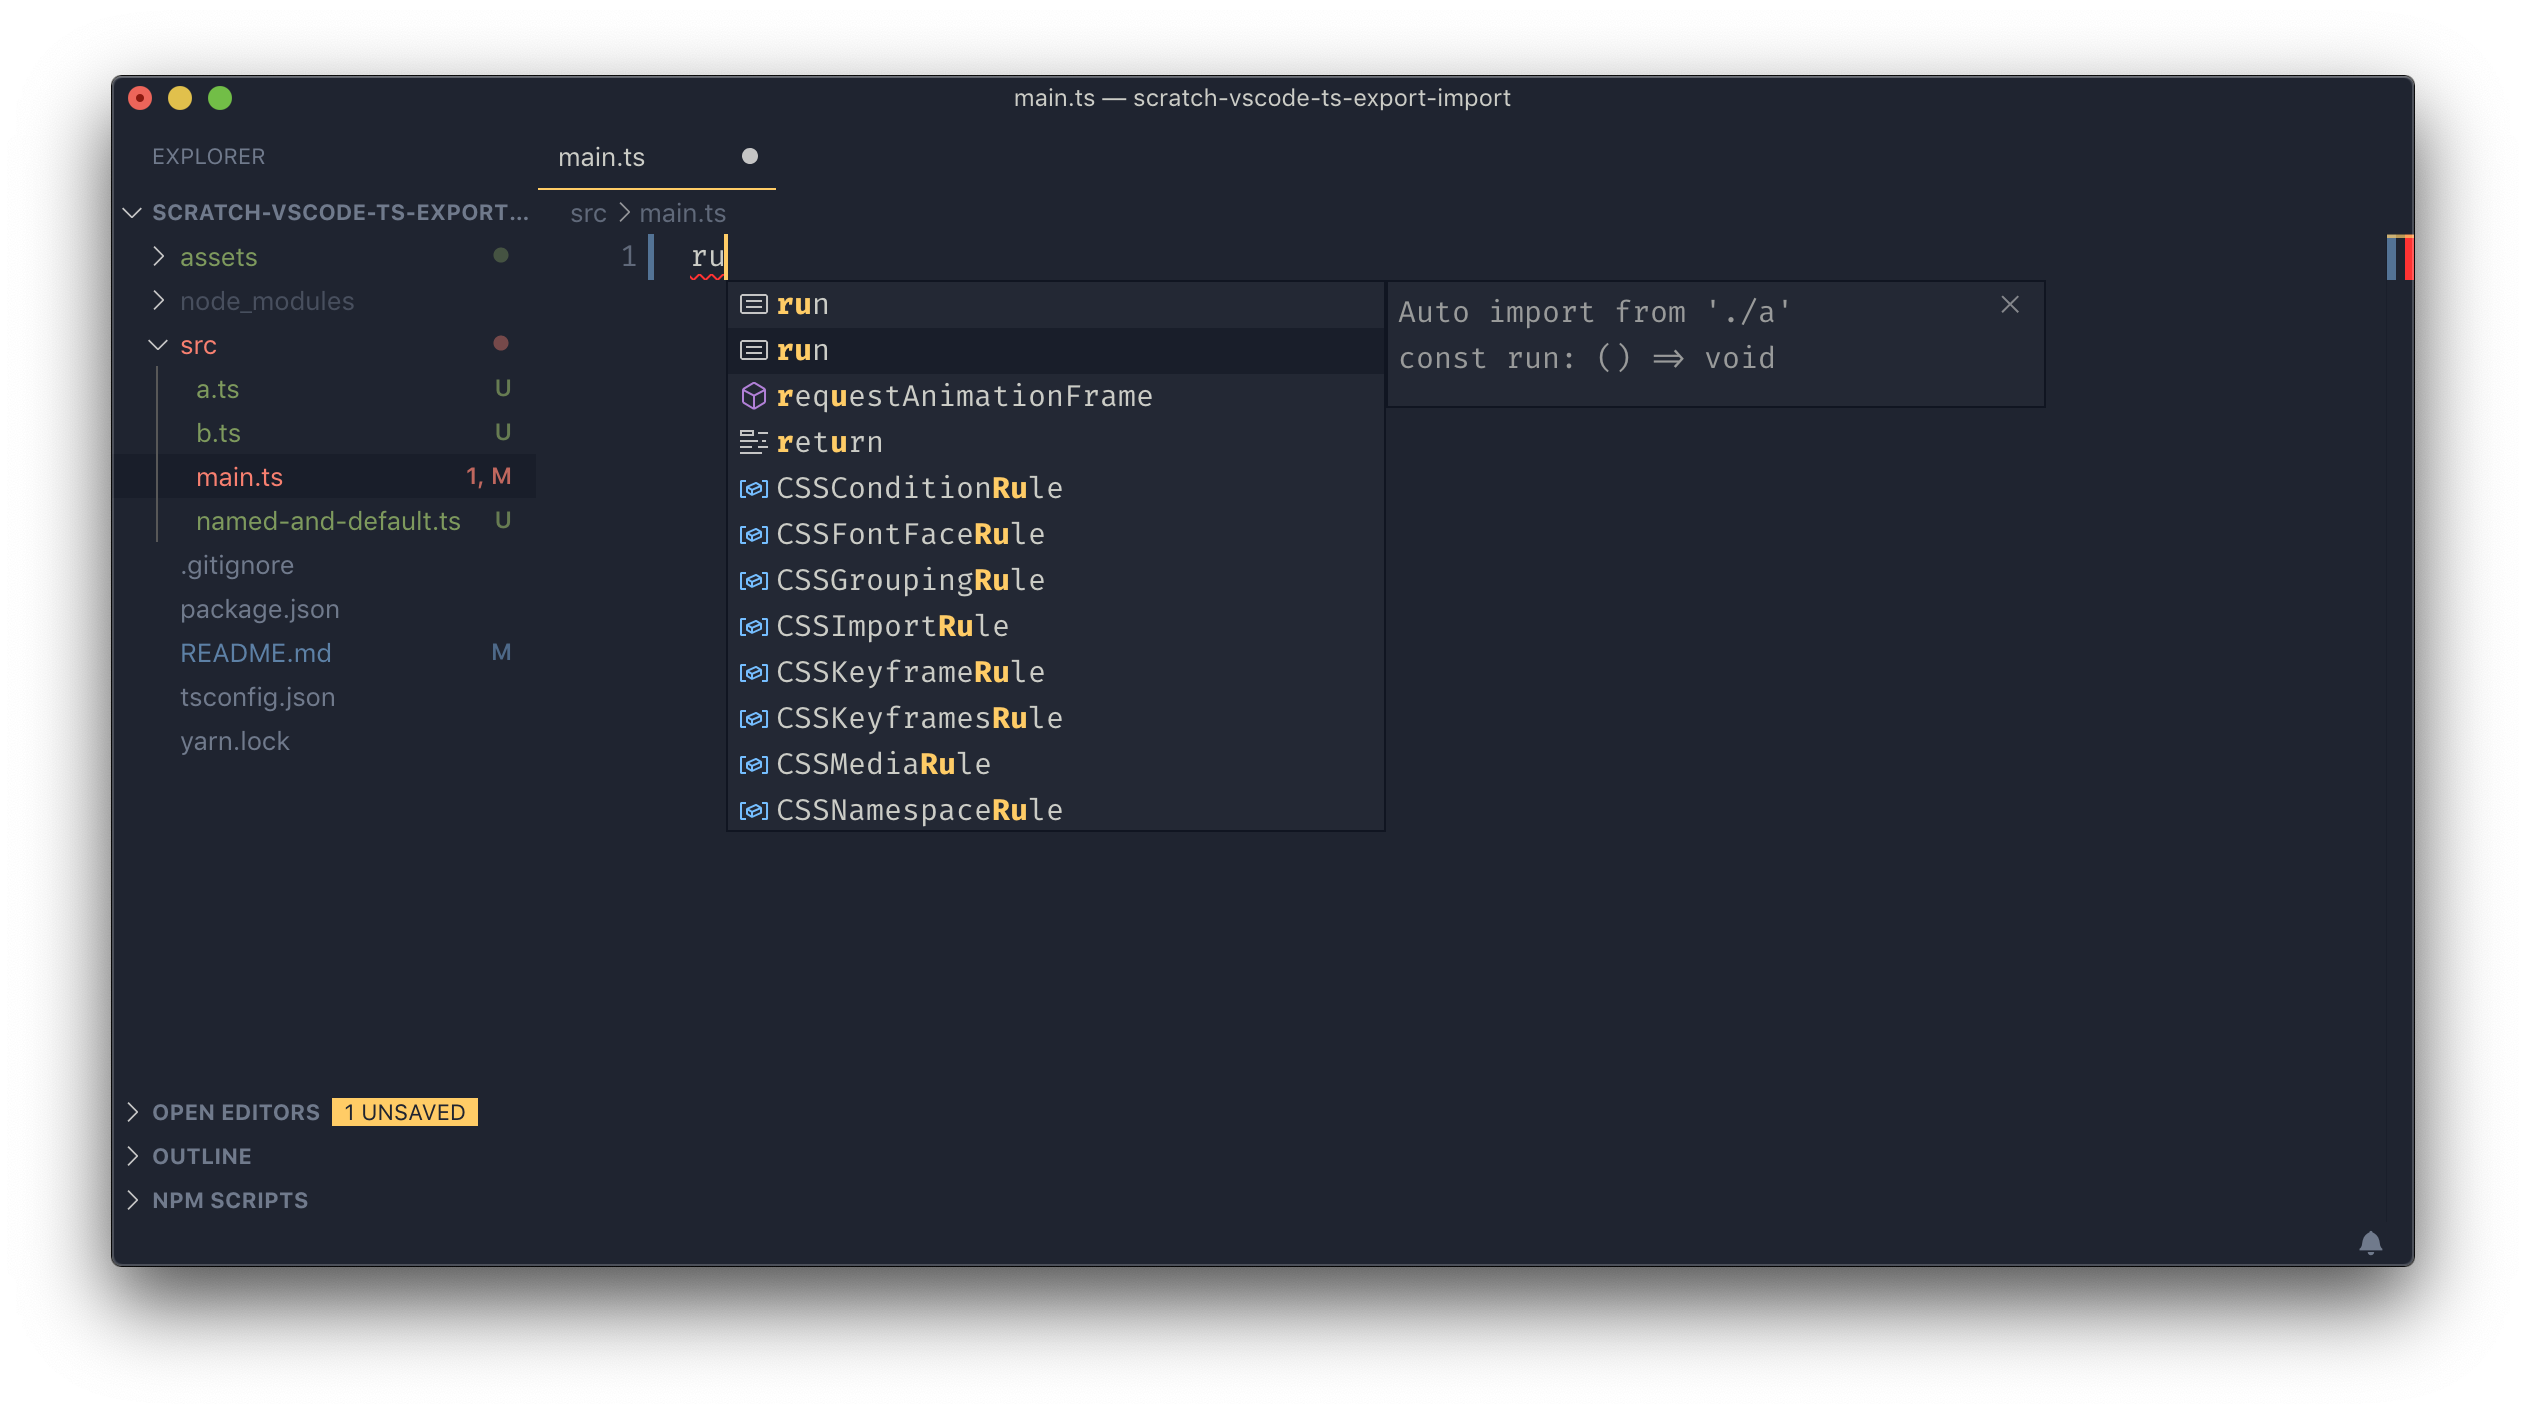 main.ts — scratch-vscode-ts-export-import
EXPLORER
SCRATCH-VSCODE-TS-EXPORT...
assets
node_modules
src
a.ts U
b.ts U
main.ts 1, M
named-and-default.ts U
.gitignore
package.json
README.md M
tsconfig.json
yarn.lock
OPEN EDITORS 1 UNSAVED
OUTLINE
NPM SCRIPTS
main.ts
src > main.ts
1 ru
run
run
requestAnimationFrame
return
CSSConditionRule
CSSFontFaceRule
CSSGroupingRule
CSSImportRule
CSSKeyframeRule
CSSKeyframesRule
CSSMediaRule
CSSNamespaceRule
Auto import from './a'
const run: () => void